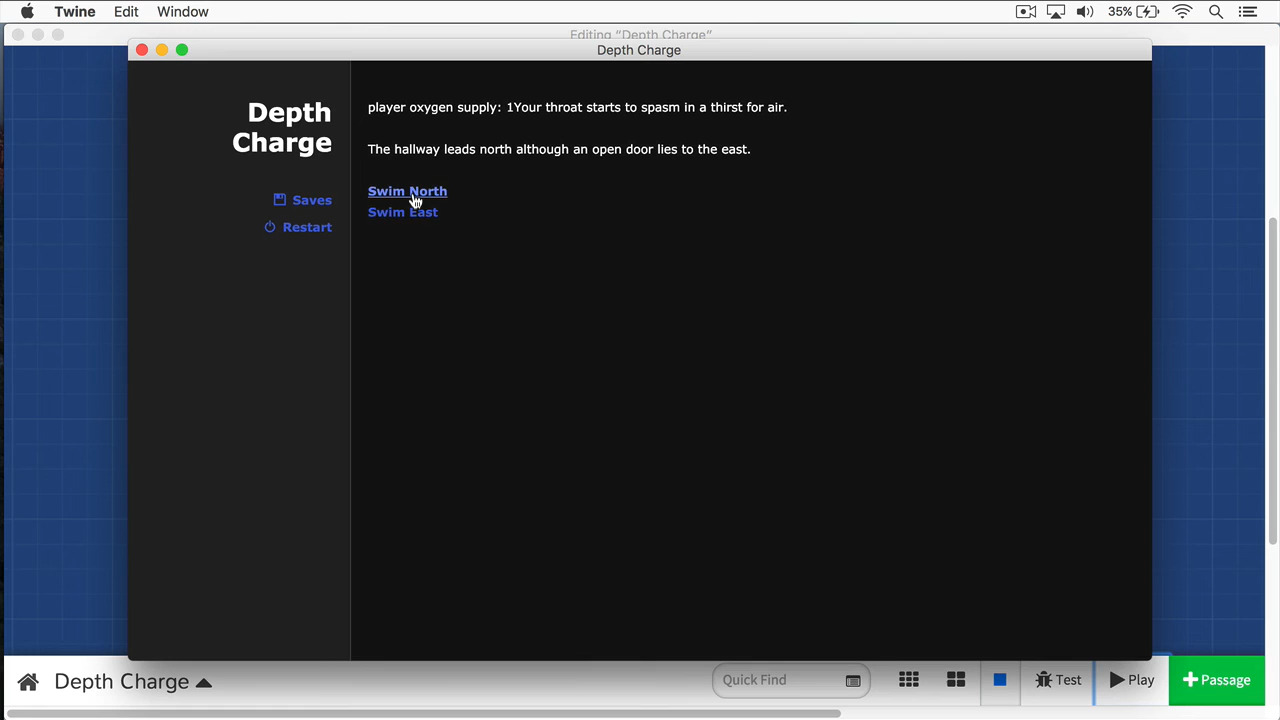 Twine Edit Window 35%
Editing “Depth Charge”
Depth Charge
Depth
Charge
Saves
Restart
player oxygen supply: 1Your throat starts to spasm in a thirst for air.
The hallway leads north although an open door lies to the east.
Swim North
Swim East
Depth Charge Quick Find Test Play Passage